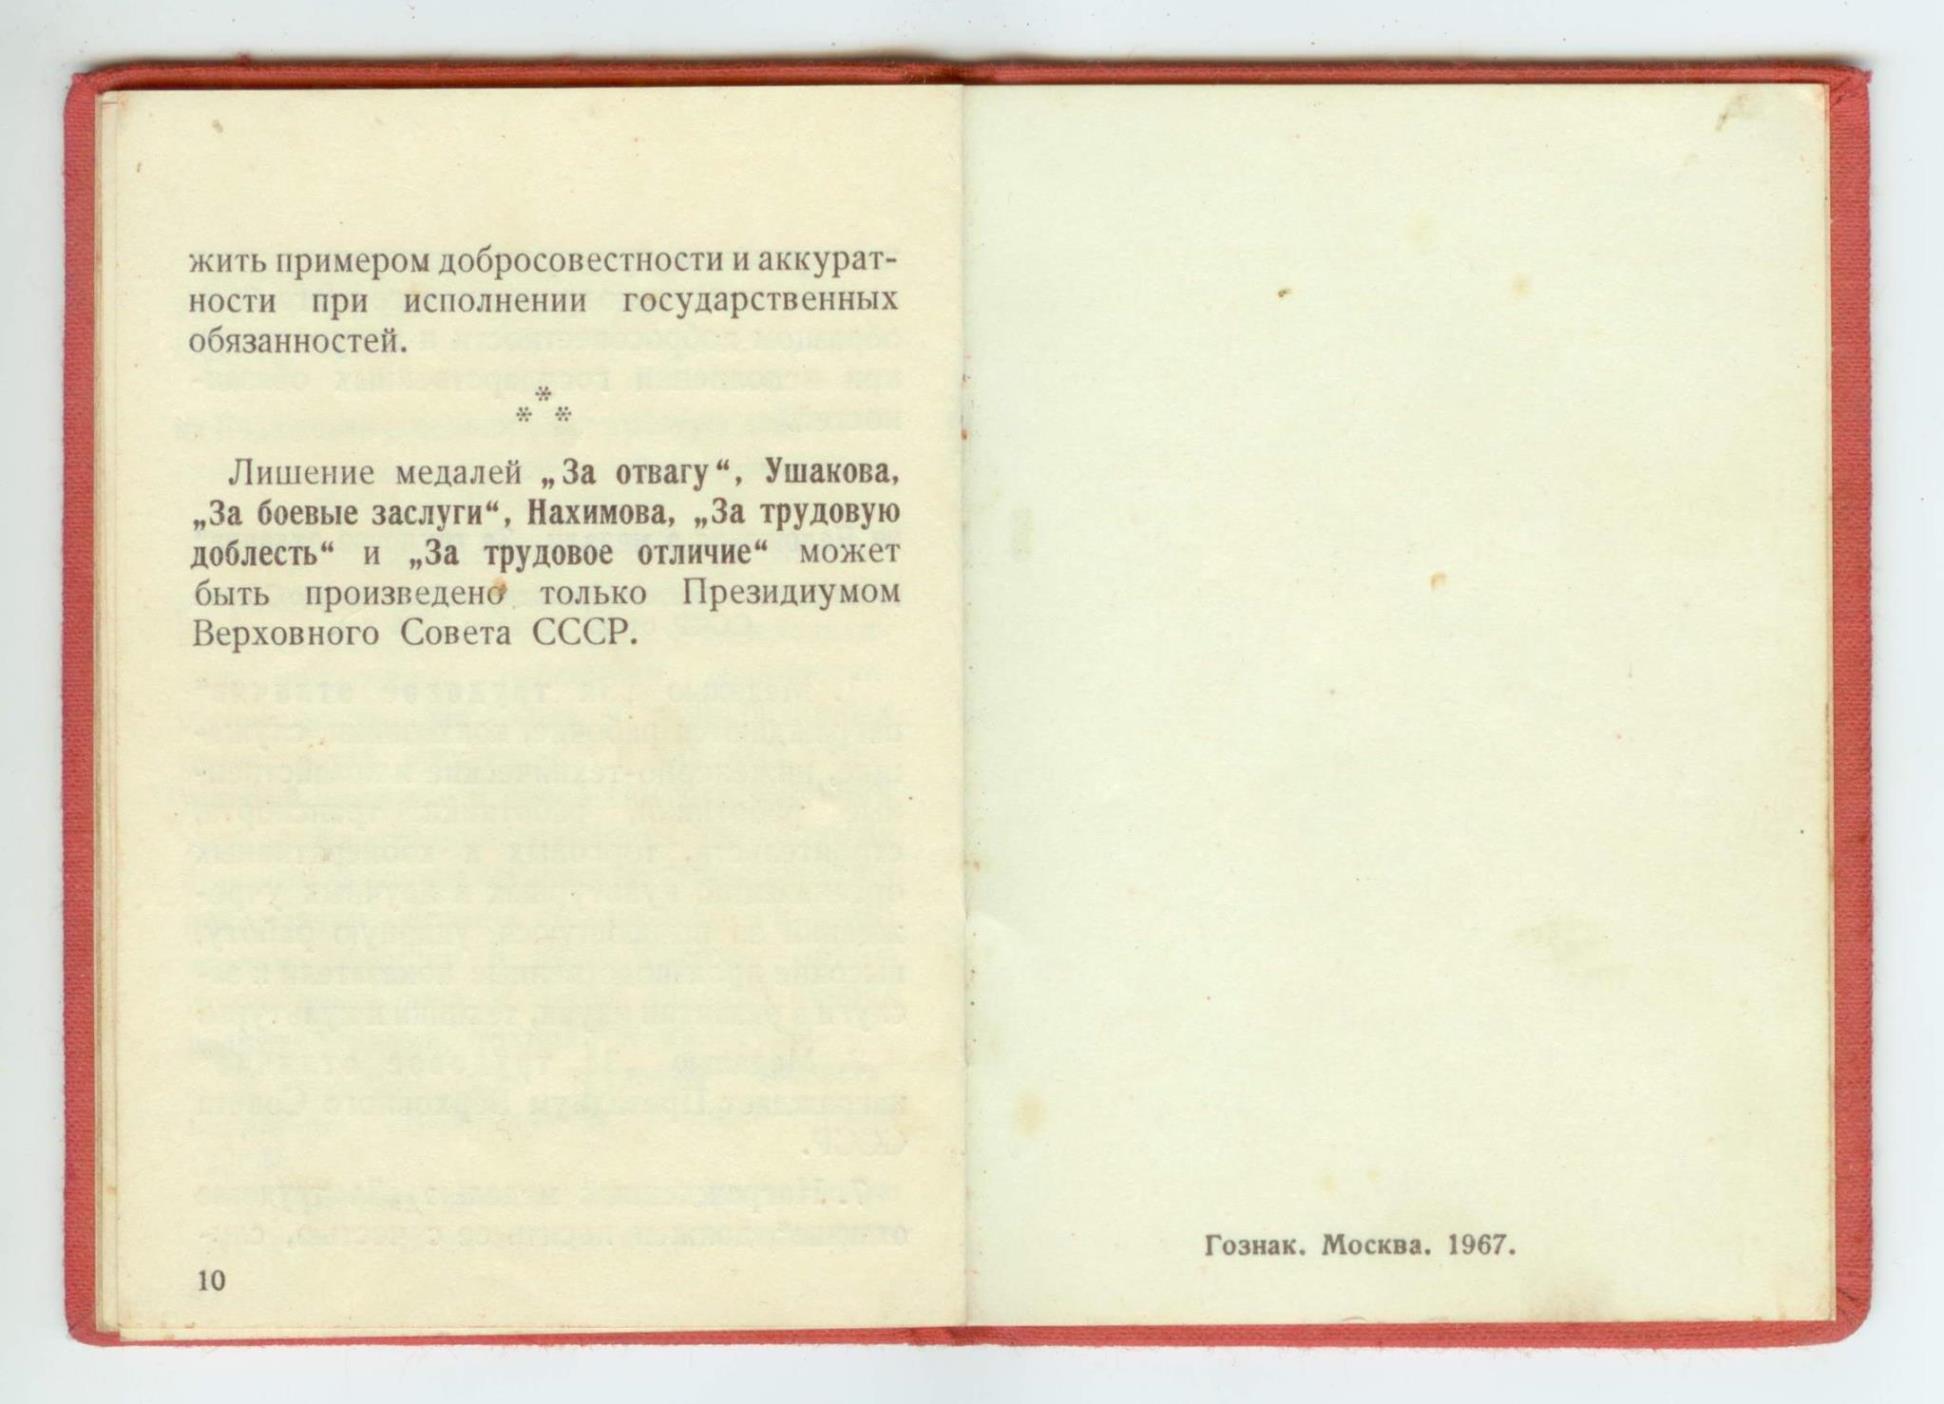 жить примером добросовестности и аккурат-
ности при исполнении государственных
обязанностей.
*
* *
Лишение медалей „За отвагу“, Ушакова,
„За боевые заслуги“, Нахимова, „За трудовую
доблесть“ и „За трудовое отличие“ может
быть произведено только Президиумом
Верховного Совета СССР.
10
Гознак. Москва. 1967.